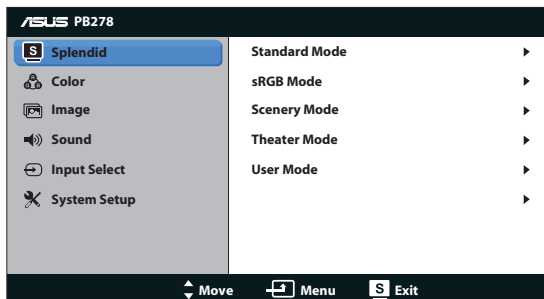 ASUS PB278
S Splendid
Color
Image
Sound
Input Select
System Setup
Standard Mode
sRGB Mode
Scenery Mode
Theater Mode
User Mode
Move Menu S Exit